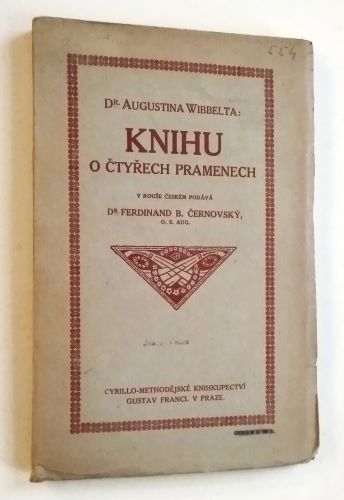 554
DR. AUGUSTINA WIBBELTA:
KNIHU
O ČTYŘECH PRAMENECH
V ROUŠE ČESKÉM PODÁVÁ
DR FERDINAND B. ČERNOVSKÝ,
O. S. AUG.
CYRILLO-METHODĚJSKÉ KNIHKUPECTVÍ
GUSTAV FRANCL V PRAZE.